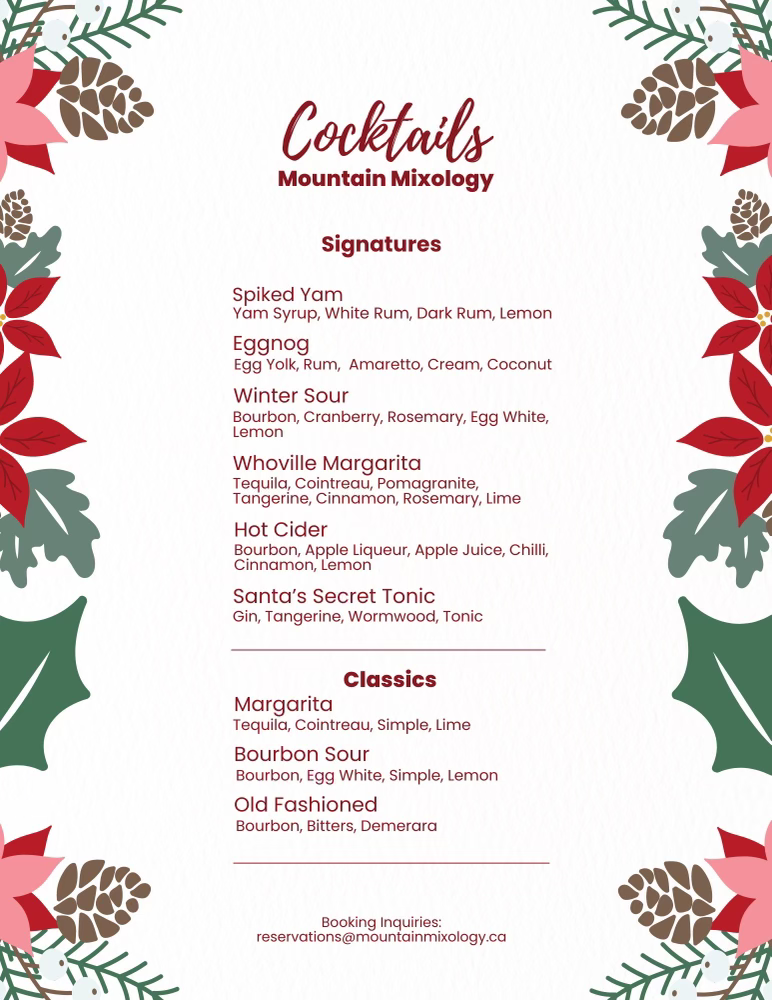 Cocktails
Mountain Mixology
Signatures
Spiked Yam
Yam Syrup, White Rum, Dark Rum, Lemon
Eggnog
Egg Yolk, Rum,  Amaretto, Cream, Coconut
Winter Sour
Bourbon, Cranberry, Rosemary, Egg White,
Lemon
Whoville Margarita
Tequila, Cointreau, Pomagranite,
Tangerine, Cinnamon, Rosemary, Lime
Hot Cider
Bourbon, Apple Liqueur, Apple Juice, Chilli,
Cinnamon, Lemon
Santa’s Secret Tonic
Gin, Tangerine, Wormwood, Tonic
Classics
Margarita
Tequila, Cointreau, Simple, Lime
Bourbon Sour
Bourbon, Egg White, Simple, Lemon
Old Fashioned
Bourbon, Bitters, Demerara
Booking Inquiries:
reservations@mountainmixology.ca